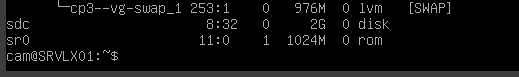 └─cp3--vg-swap_1 253:1 0 976M 0 lvm [SWAP]
sdc 8:32 0 2G 0 disk
sr0 11:0 1 1024M 0 rom
cam@SRVLX01:~$